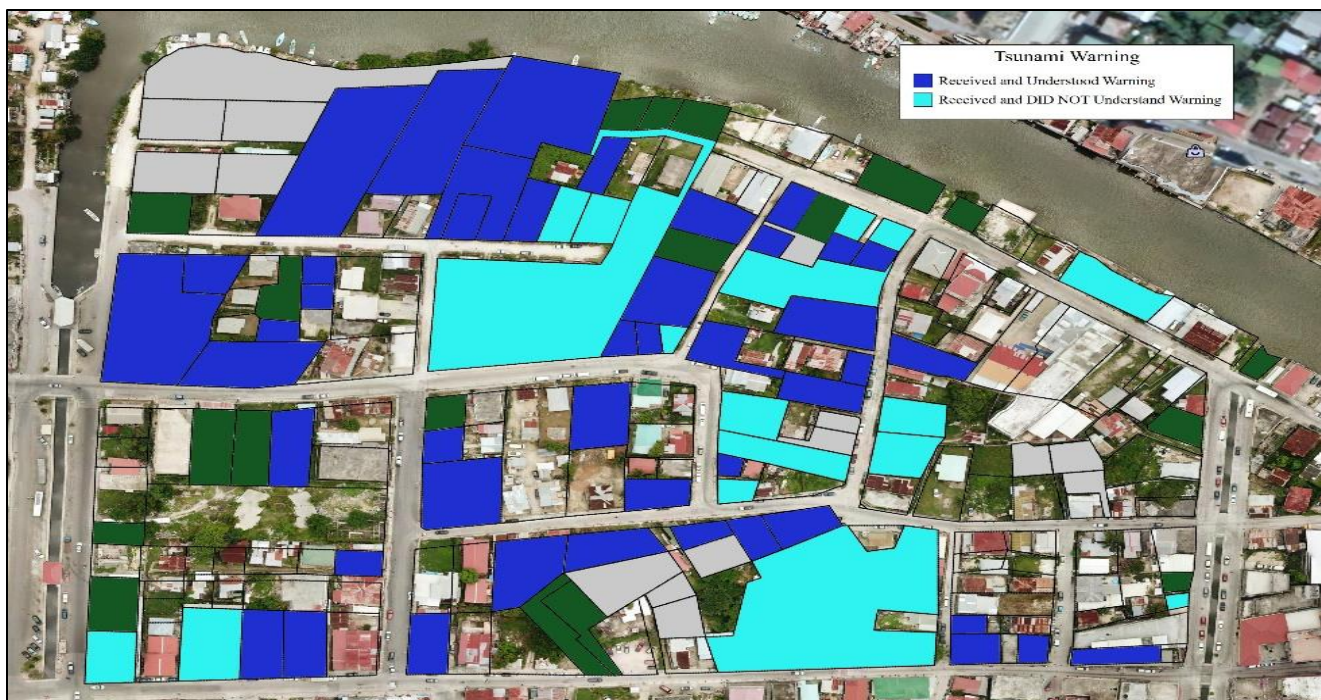 Tsunami Warning
Received and Understood Warning
Received and DID NOT Understand Warning